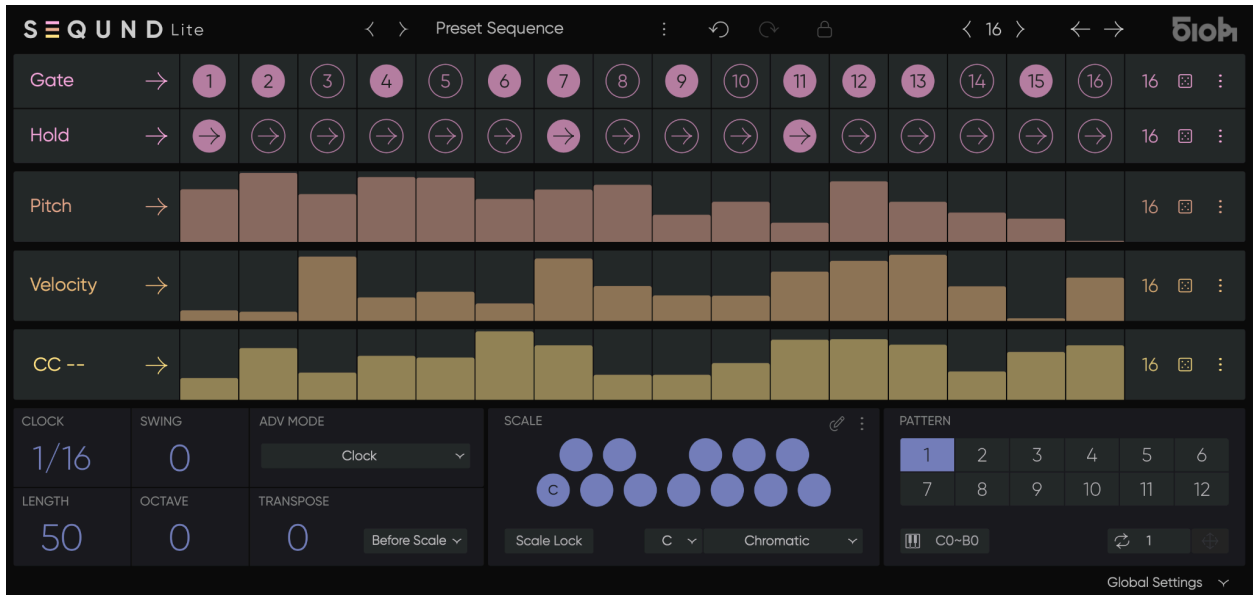 SEQUND Lite
Preset Sequence
16
Gate 1 2 3 4 5 6 7 8 9 10 11 12 13 14 15 16 16
Hold 16
Pitch 16
Velocity 16
CC -- 16
CLOCK SWING ADV MODE SCALE PATTERN
1/16 0 Clock 1 2 3 4 5 6
C 7 8 9 10 11 12
LENGTH OCTAVE TRANSPOSE
50 0 0 Before Scale Scale Lock C Chromatic C0~B0 1
Global Settings